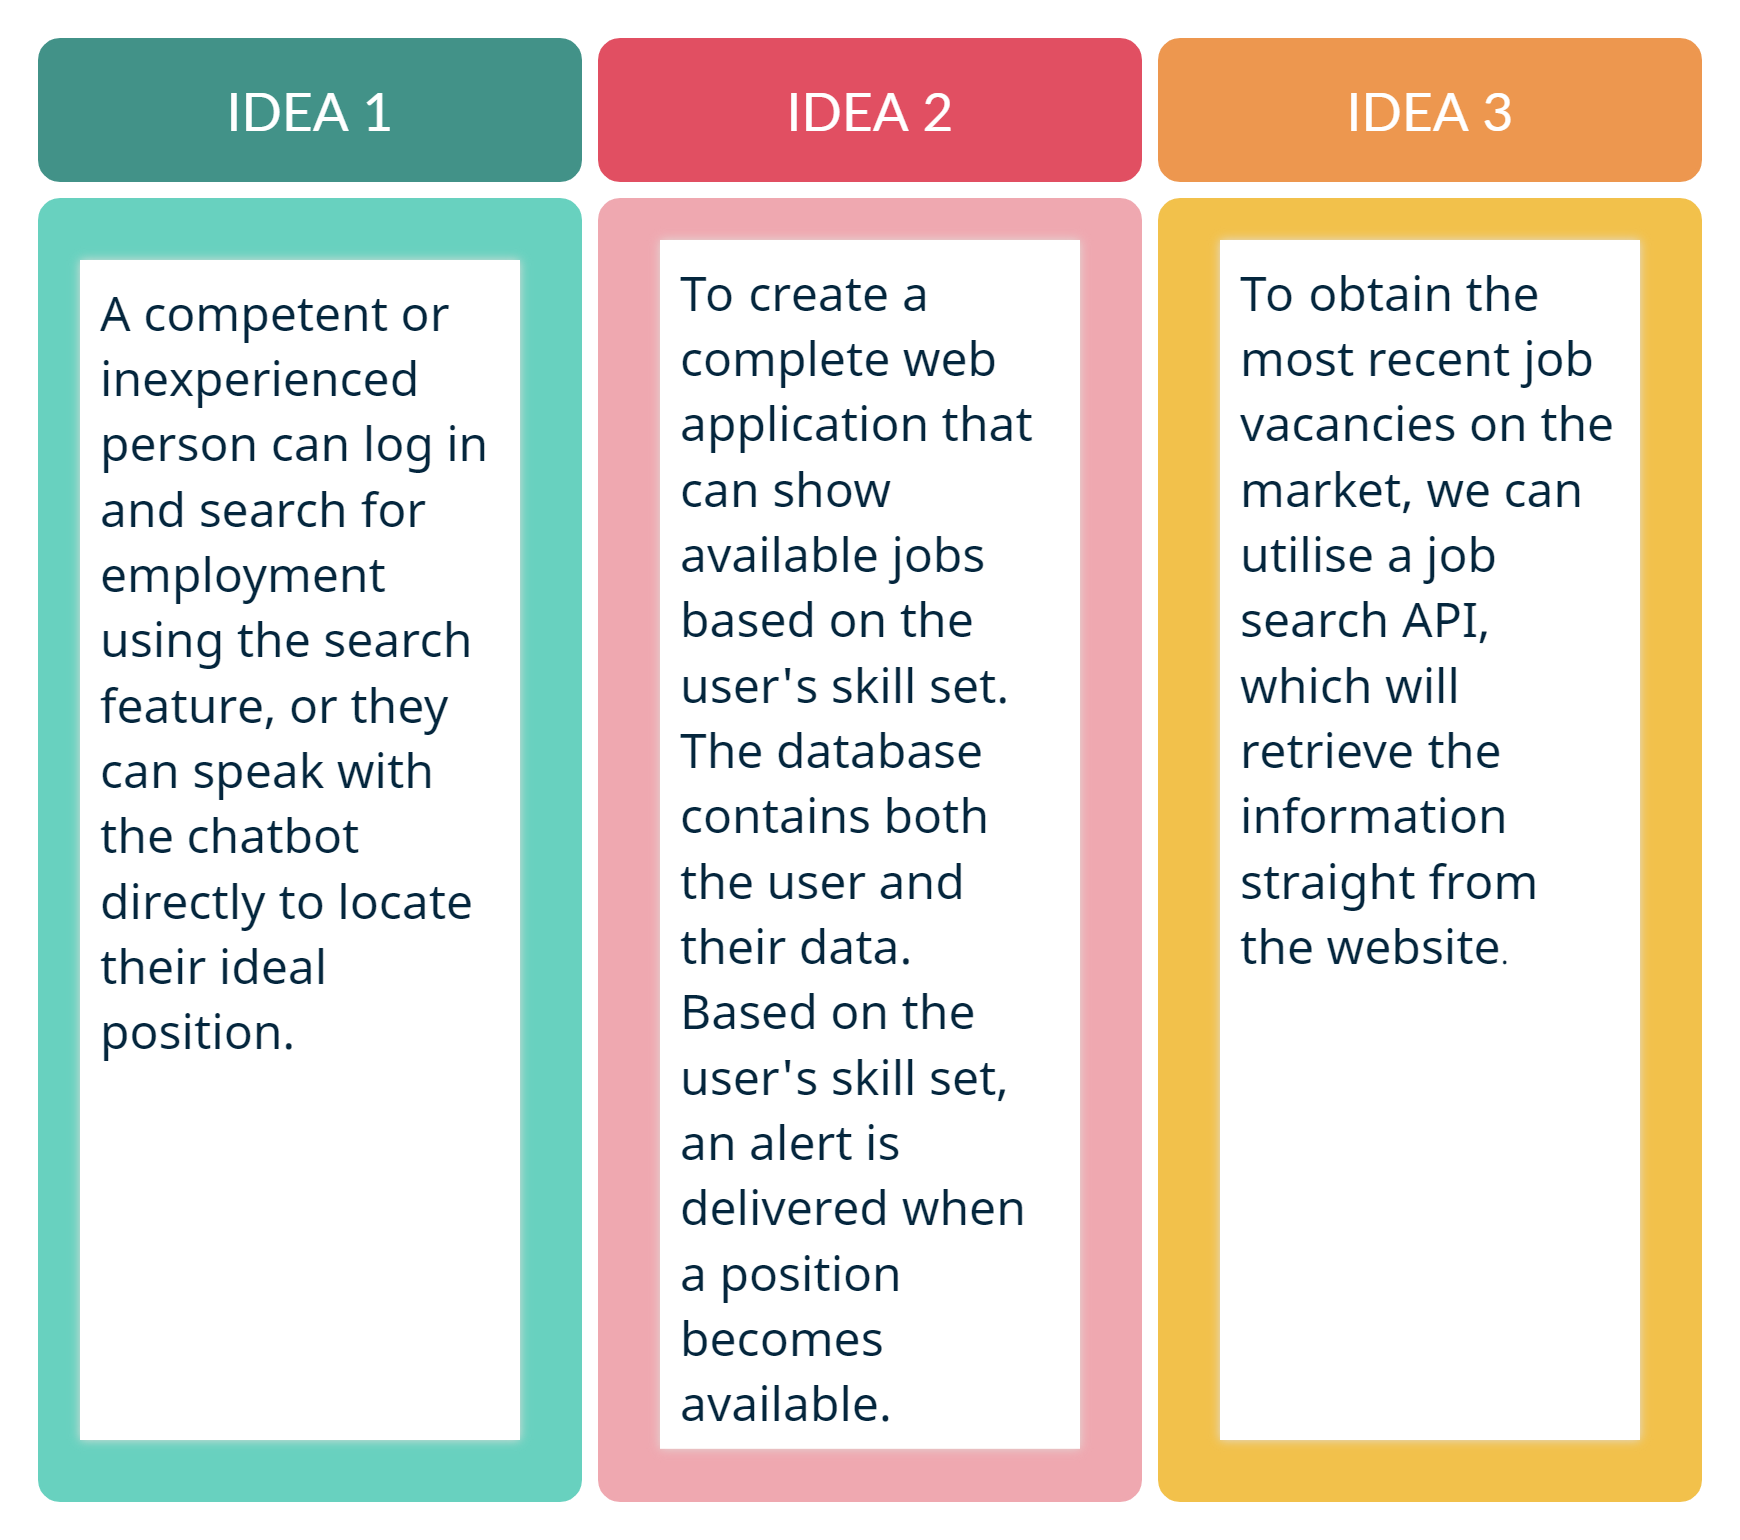 IDEA 1
A competent or
inexperienced
person can log in
and search for
employment
using the search
feature, or they
can speak with
the chatbot
directly to locate
their ideal
position.
IDEA 2
To create a
complete web
application that
can show
available jobs
based on the
user's skill set.
The database
contains both
the user and
their data.
Based on the
user's skill set,
an alert is
delivered when
a position
becomes
available.
IDEA 3
To obtain the
most recent job
vacancies on the
market, we can
utilise a job
search API,
which will
retrieve the
information
straight from
the website.